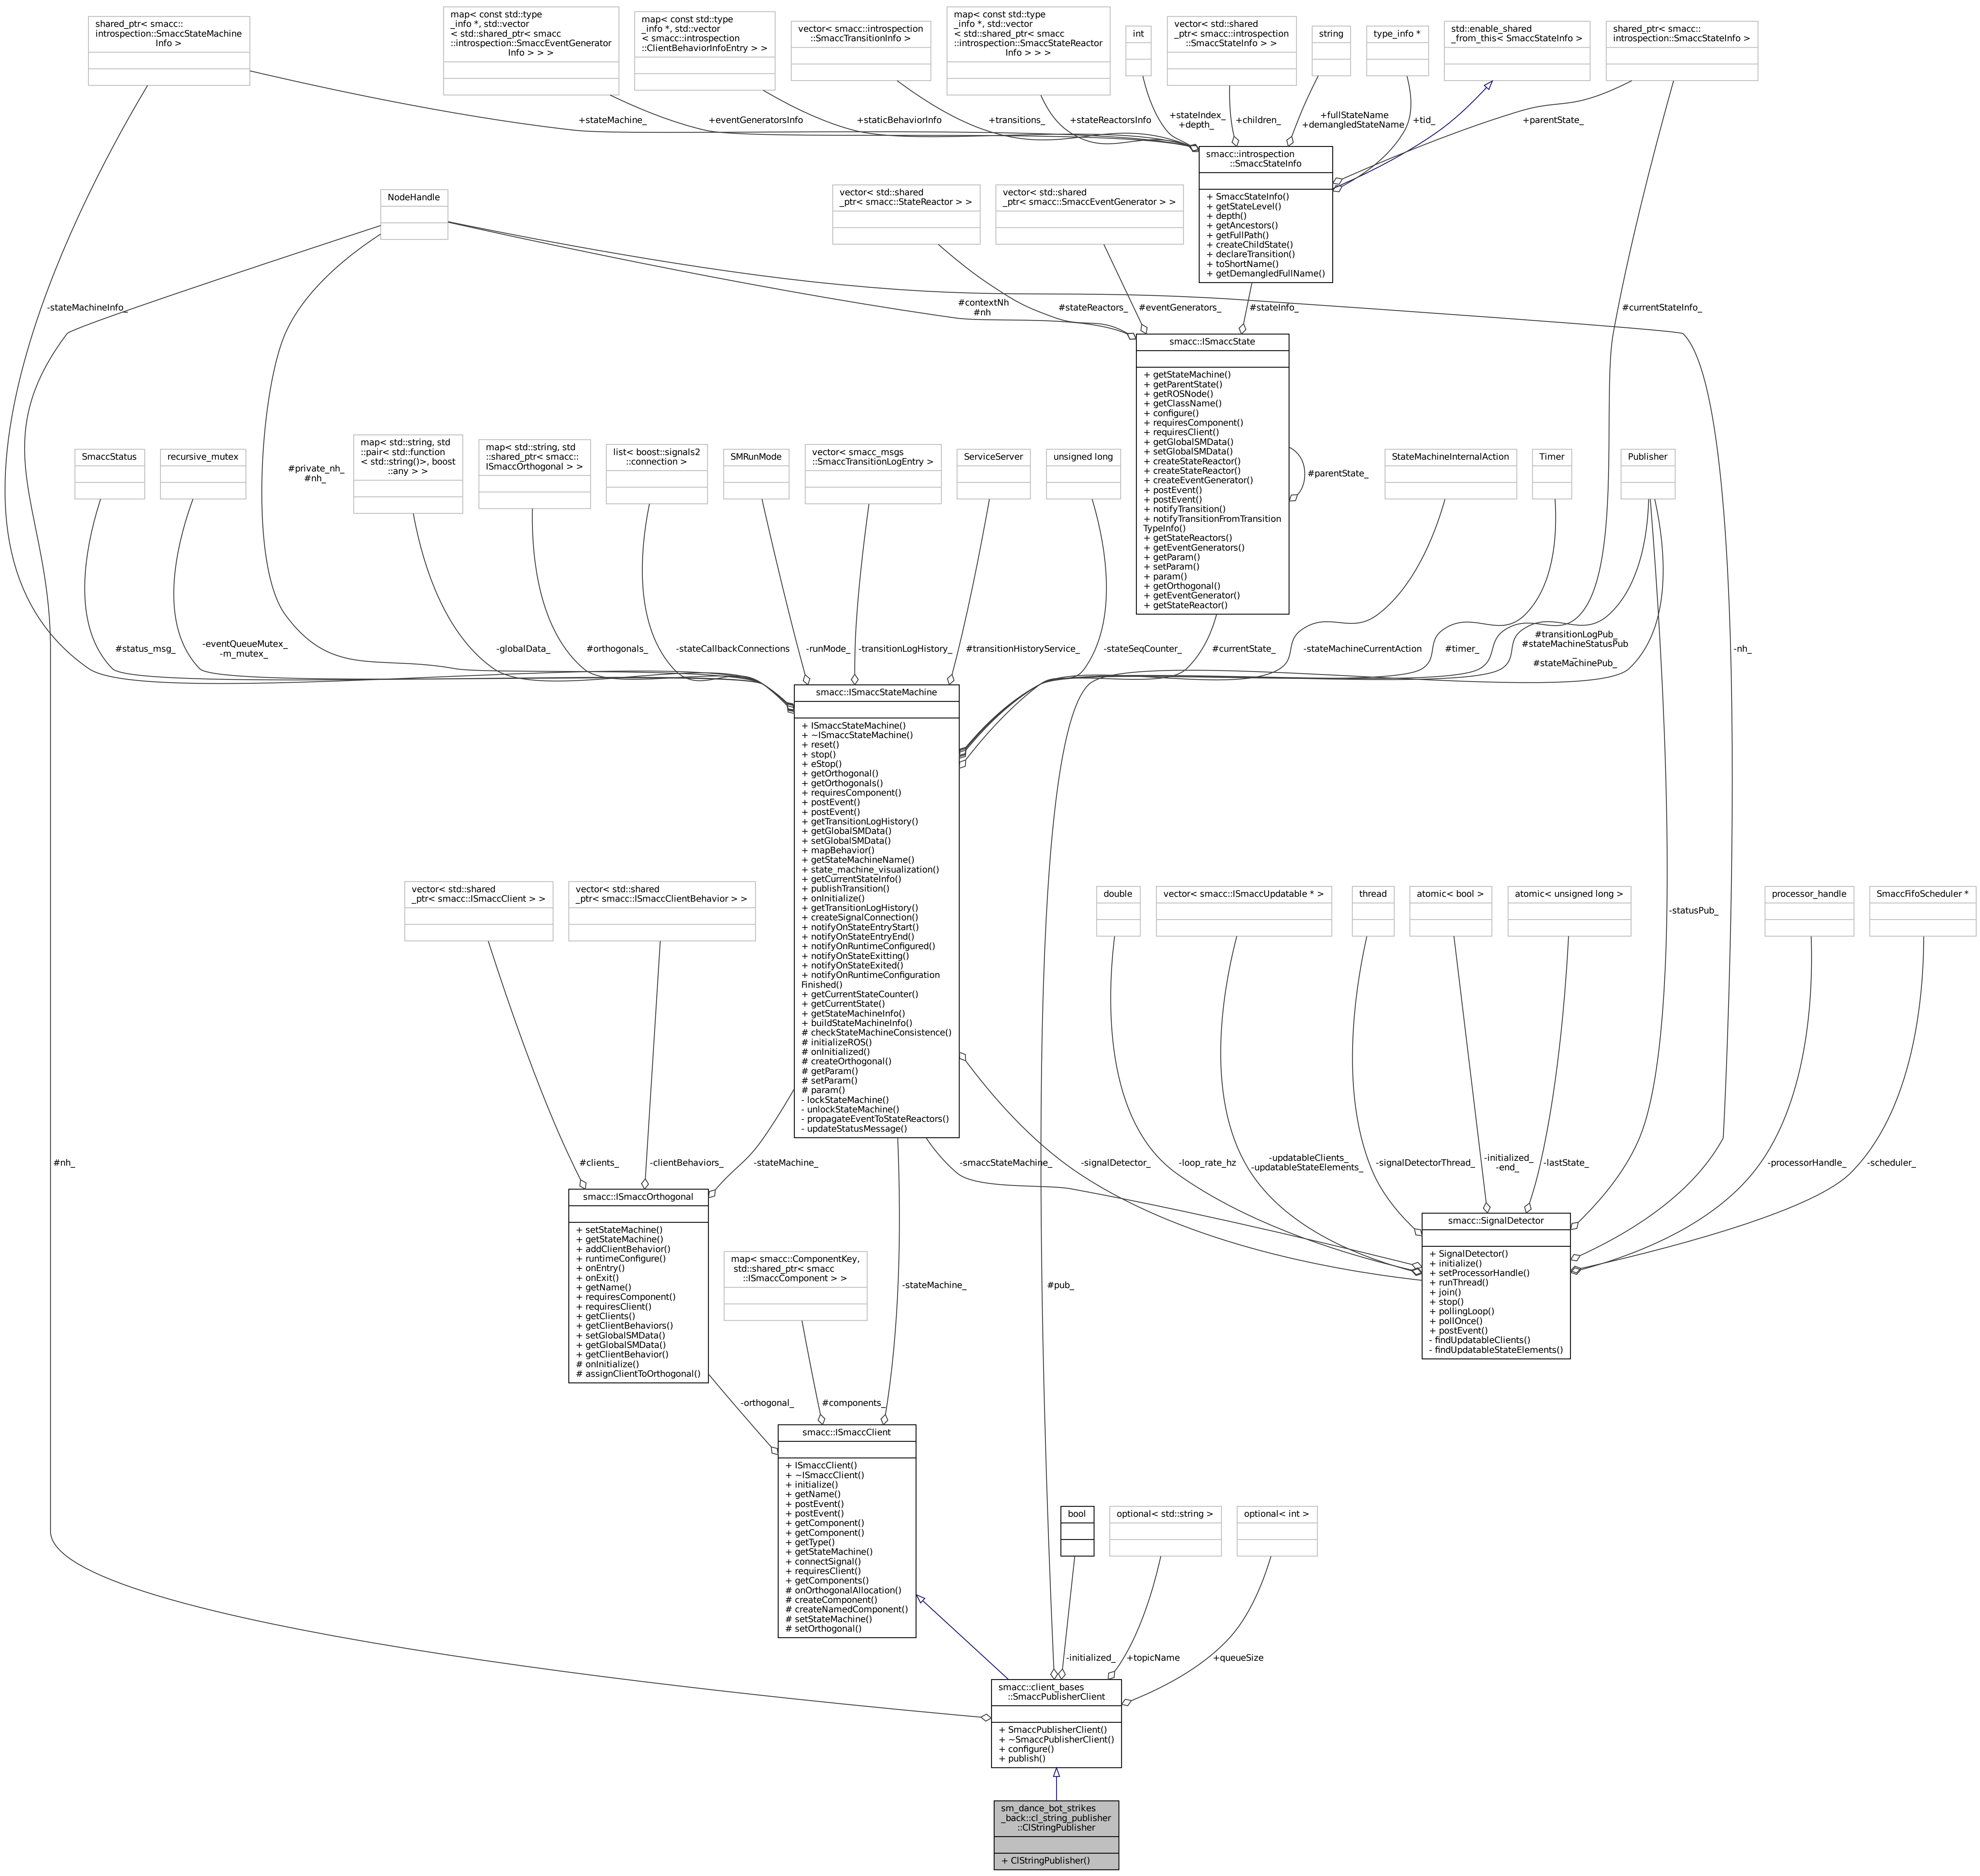 shared_ptr< smacc::
introspection::SmaccStateMachine
Info >
map< const std::type
_info *, std::vector
< std::shared_ptr< smacc
::introspection::SmaccEventGenerator
Info > > >
map< const std::type
_info *, std::vector
< smacc::introspection
::ClientBehaviorInfoEntry > >
vector< smacc::introspection
::SmaccTransitionInfo >
map< const std::type
_info *, std::vector
< std::shared_ptr< smacc
::introspection::SmaccStateReactor
Info > > >
int
vector< std::shared
_ptr< smacc::introspection
::SmaccStateInfo > >
string
type_info *
std::enable_shared
_from_this< SmaccStateInfo >
shared_ptr< smacc::
introspection::SmaccStateInfo >
+stateMachine_
+eventGeneratorsInfo
+staticBehaviorInfo
+transitions_
+stateReactorsInfo
+stateIndex_
+depth_
+children_
+fullStateName
+demangledStateName
+tid_
+parentState_
smacc::introspection
::SmaccStateInfo
+ SmaccStateInfo()
+ getStateLevel()
+ depth()
+ getAncestors()
+ getFullPath()
+ createChildState()
+ declareTransition()
+ toShortName()
+ getDemangledFullName()
NodeHandle
vector< std::shared
_ptr< smacc::StateReactor > >
vector< std::shared
_ptr< smacc::SmaccEventGenerator > >
-stateMachineInfo_
#contextNh
#nh
#stateReactors_
#eventGenerators_
#stateInfo_
#currentStateInfo_
smacc::ISmaccState
+ getStateMachine()
+ getParentState()
+ getROSNode()
+ getClassName()
+ configure()
+ requiresComponent()
+ requiresClient()
+ getGlobalSMData()
+ setGlobalSMData()
+ createStateReactor()
+ createStateReactor()
+ createEventGenerator()
+ postEvent()
+ postEvent()
+ notifyTransition()
+ notifyTransitionFromTransition
TypeInfo()
+ getStateReactors()
+ getEventGenerators()
+ getParam()
+ setParam()
+ param()
+ getOrthogonal()
+ getEventGenerator()
+ getStateReactor()
#parentState_
SmaccStatus
recursive_mutex
#private_nh_
#nh_
map< std::string, std
::pair< std::function
< std::string()>, boost
::any > >
map< std::string, std
::shared_ptr< smacc::
ISmaccOrthogonal > >
list< boost::signals2
::connection >
SMRunMode
vector< smacc_msgs
::SmaccTransitionLogEntry >
ServiceServer
unsigned long
StateMachineInternalAction
Timer
Publisher
#status_msg_
-eventQueueMutex_
-m_mutex_
-globalData_
#orthogonals_
-stateCallbackConnections
-runMode_
-transitionLogHistory_
#transitionHistoryService_
-stateSeqCounter_
#currentState_
-stateMachineCurrentAction
#timer_
#transitionLogPub_
#stateMachineStatusPub
_
#stateMachinePub_
-nh_
smacc::ISmaccStateMachine
+ ISmaccStateMachine()
+ ~ISmaccStateMachine()
+ reset()
+ stop()
+ eStop()
+ getOrthogonal()
+ getOrthogonals()
+ requiresComponent()
+ postEvent()
+ postEvent()
+ getTransitionLogHistory()
+ getGlobalSMData()
+ setGlobalSMData()
+ mapBehavior()
+ getStateMachineName()
+ state_machine_visualization()
+ getCurrentStateInfo()
+ publishTransition()
+ onInitialize()
+ getTransitionLogHistory()
+ createSignalConnection()
+ notifyOnStateEntryStart()
+ notifyOnStateEntryEnd()
+ notifyOnRuntimeConfigured()
+ notifyOnStateExitting()
+ notifyOnStateExited()
+ notifyOnRuntimeConfiguration
Finished()
+ getCurrentStateCounter()
+ getCurrentState()
+ getStateMachineInfo()
+ buildStateMachineInfo()
# checkStateMachineConsistence()
# initializeROS()
# onInitialized()
# createOrthogonal()
# getParam()
# setParam()
# param()
- lockStateMachine()
- unlockStateMachine()
- propagateEventToStateReactors()
- updateStatusMessage()
vector< std::shared
_ptr< smacc::ISmaccClient > >
vector< std::shared
_ptr< smacc::ISmaccClientBehavior > >
double
vector< smacc::ISmaccUpdatable * >
thread
atomic< bool >
atomic< unsigned long >
-statusPub_
processor_handle
SmaccFifoScheduler *
#nh_
#clients_
-clientBehaviors_
-stateMachine_
-smaccStateMachine_
-signalDetector_
-loop_rate_hz
-updatableClients_
-updatableStateElements_
-signalDetectorThread_
-initialized_
-end_
-lastState_
-processorHandle_
-scheduler_
smacc::ISmaccOrthogonal
+ setStateMachine()
+ getStateMachine()
+ addClientBehavior()
+ runtimeConfigure()
+ onEntry()
+ onExit()
+ getName()
+ requiresComponent()
+ requiresClient()
+ getClients()
+ getClientBehaviors()
+ setGlobalSMData()
+ getGlobalSMData()
+ getClientBehavior()
# onInitialize()
# assignClientToOrthogonal()
smacc::SignalDetector
+ SignalDetector()
+ initialize()
+ setProcessorHandle()
+ runThread()
+ join()
+ stop()
+ pollingLoop()
+ pollOnce()
+ postEvent()
- findUpdatableClients()
- findUpdatableStateElements()
map< smacc::ComponentKey,
std::shared_ptr< smacc
::ISmaccComponent > >
-stateMachine_
#pub_
-orthogonal_
#components_
smacc::ISmaccClient
+ ISmaccClient()
+ ~ISmaccClient()
+ initialize()
+ getName()
+ postEvent()
+ postEvent()
+ getComponent()
+ getComponent()
+ getType()
+ getStateMachine()
+ connectSignal()
+ requiresClient()
+ getComponents()
# onOrthogonalAllocation()
# createComponent()
# createNamedComponent()
# setStateMachine()
# setOrthogonal()
bool
optional< std::string >
optional< int >
-initialized_
+topicName
+queueSize
smacc::client_bases
::SmaccPublisherClient
+ SmaccPublisherClient()
+ ~SmaccPublisherClient()
+ configure()
+ publish()
sm_dance_bot_strikes
_back::cl_string_publisher
::ClStringPublisher
+ ClStringPublisher()